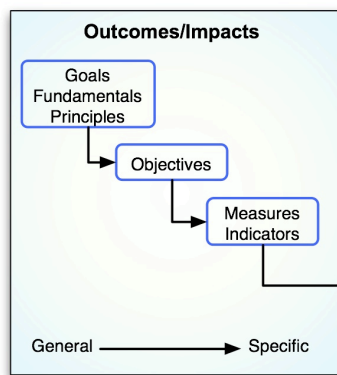 Outcomes/Impacts
Goals
Fundamentals
Principles
Objectives
Measures
Indicators
General
Specific